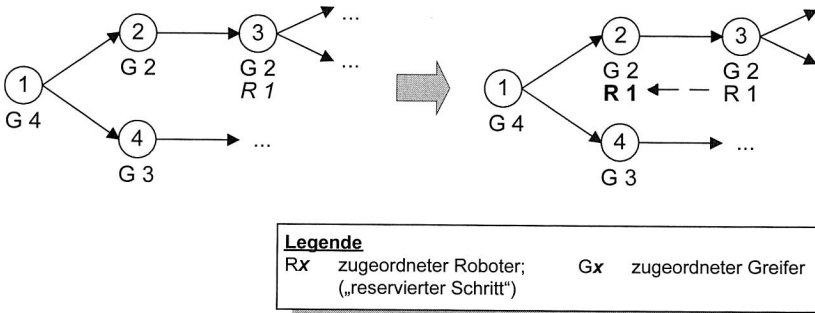 2
3
...
G 2
G 2
R 1
...
1
G 4
4
...
G 3
2
3
G 2
G 2
R 1
R 1
1
G 4
4
...
G 3
Legende
Rx zugeordneter Roboter; Gx zugeordneter Greifer
(„reservierter Schritt“)